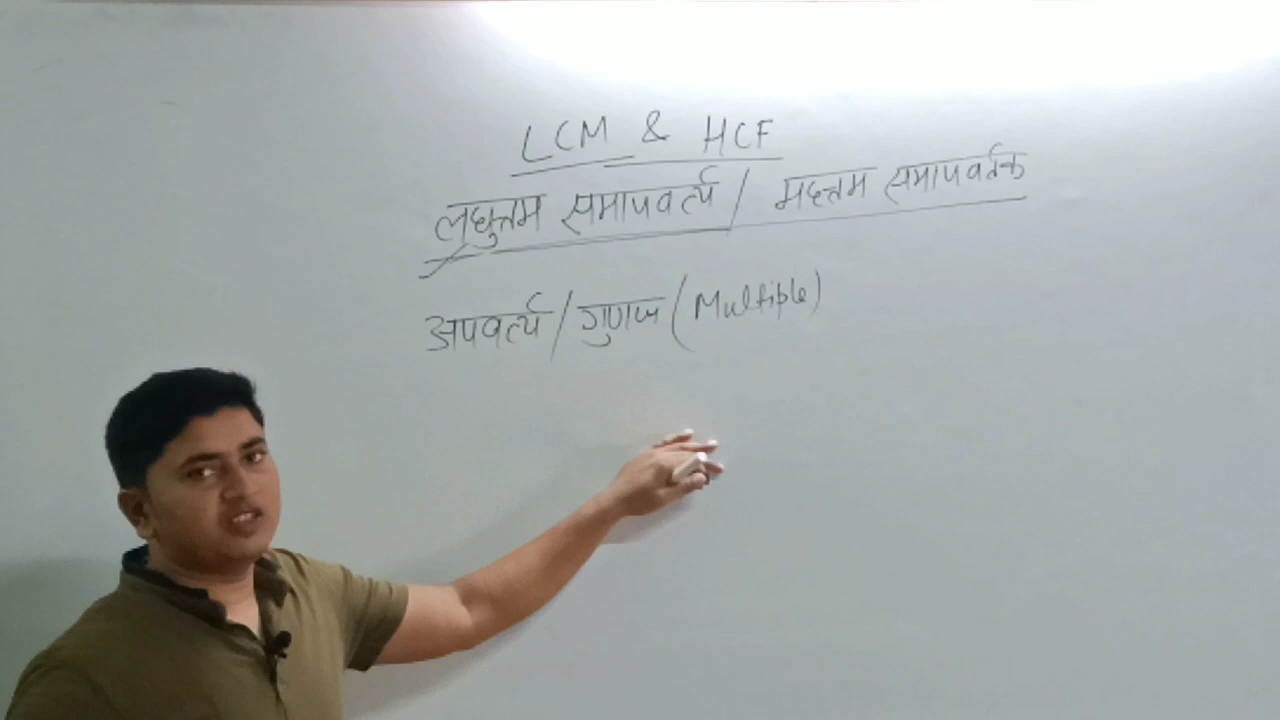 LCM & HCF
लघुत्तम समापवर्त्य / महत्तम समापवर्तक
अपवर्त्य / गुणज (Multiple)